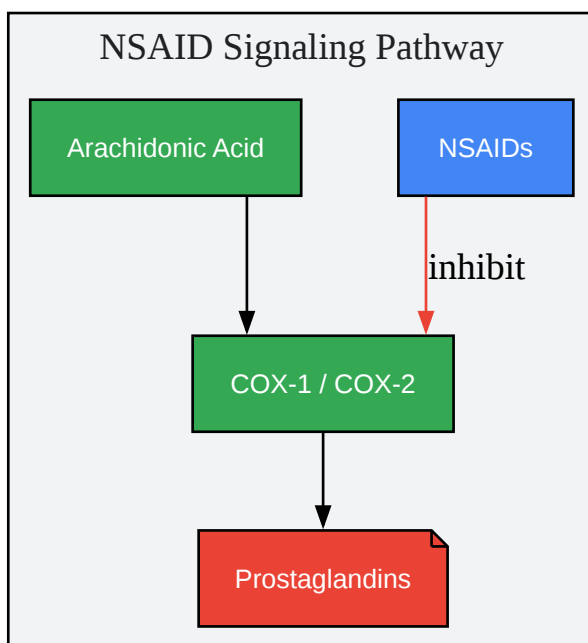 NSAID Signaling Pathway
Arachidonic Acid
NSAIDs
inhibit
COX-1 / COX-2
Prostaglandins